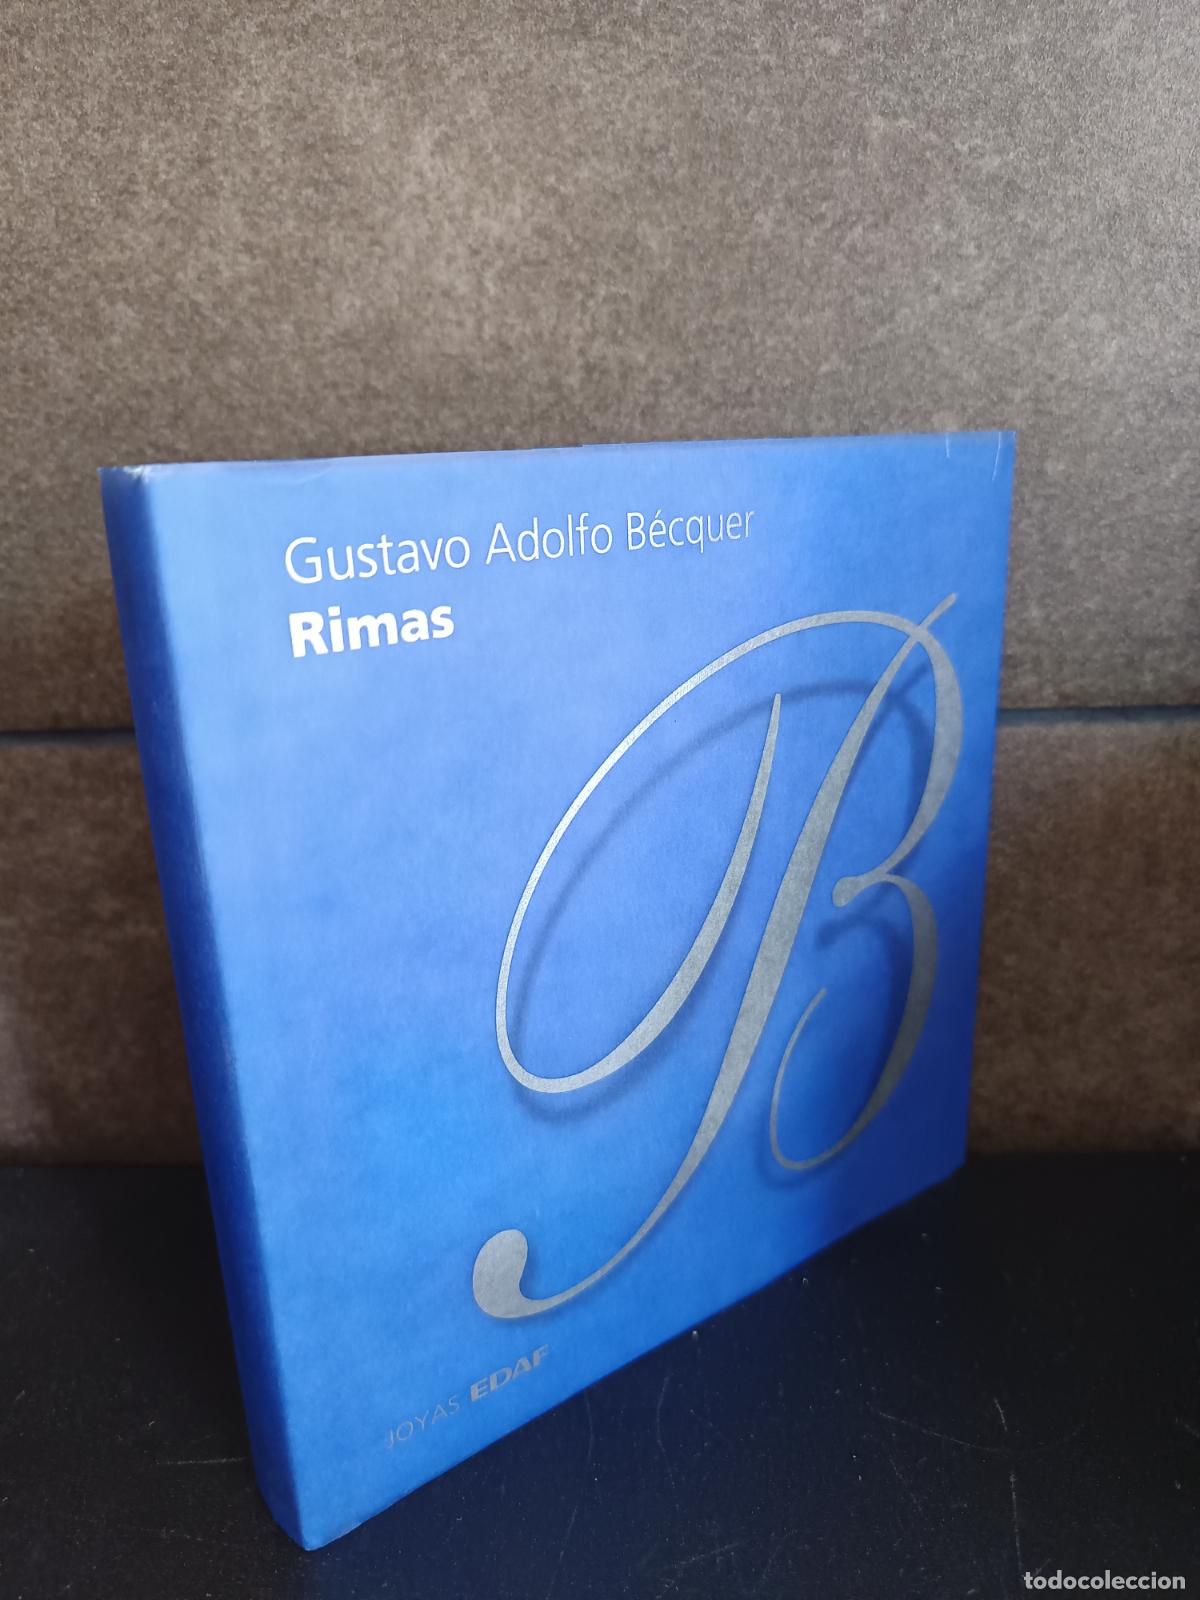 Gustavo Adolfo Bécquer
Rimas
B
JOYAS EDAF
todocoleccion